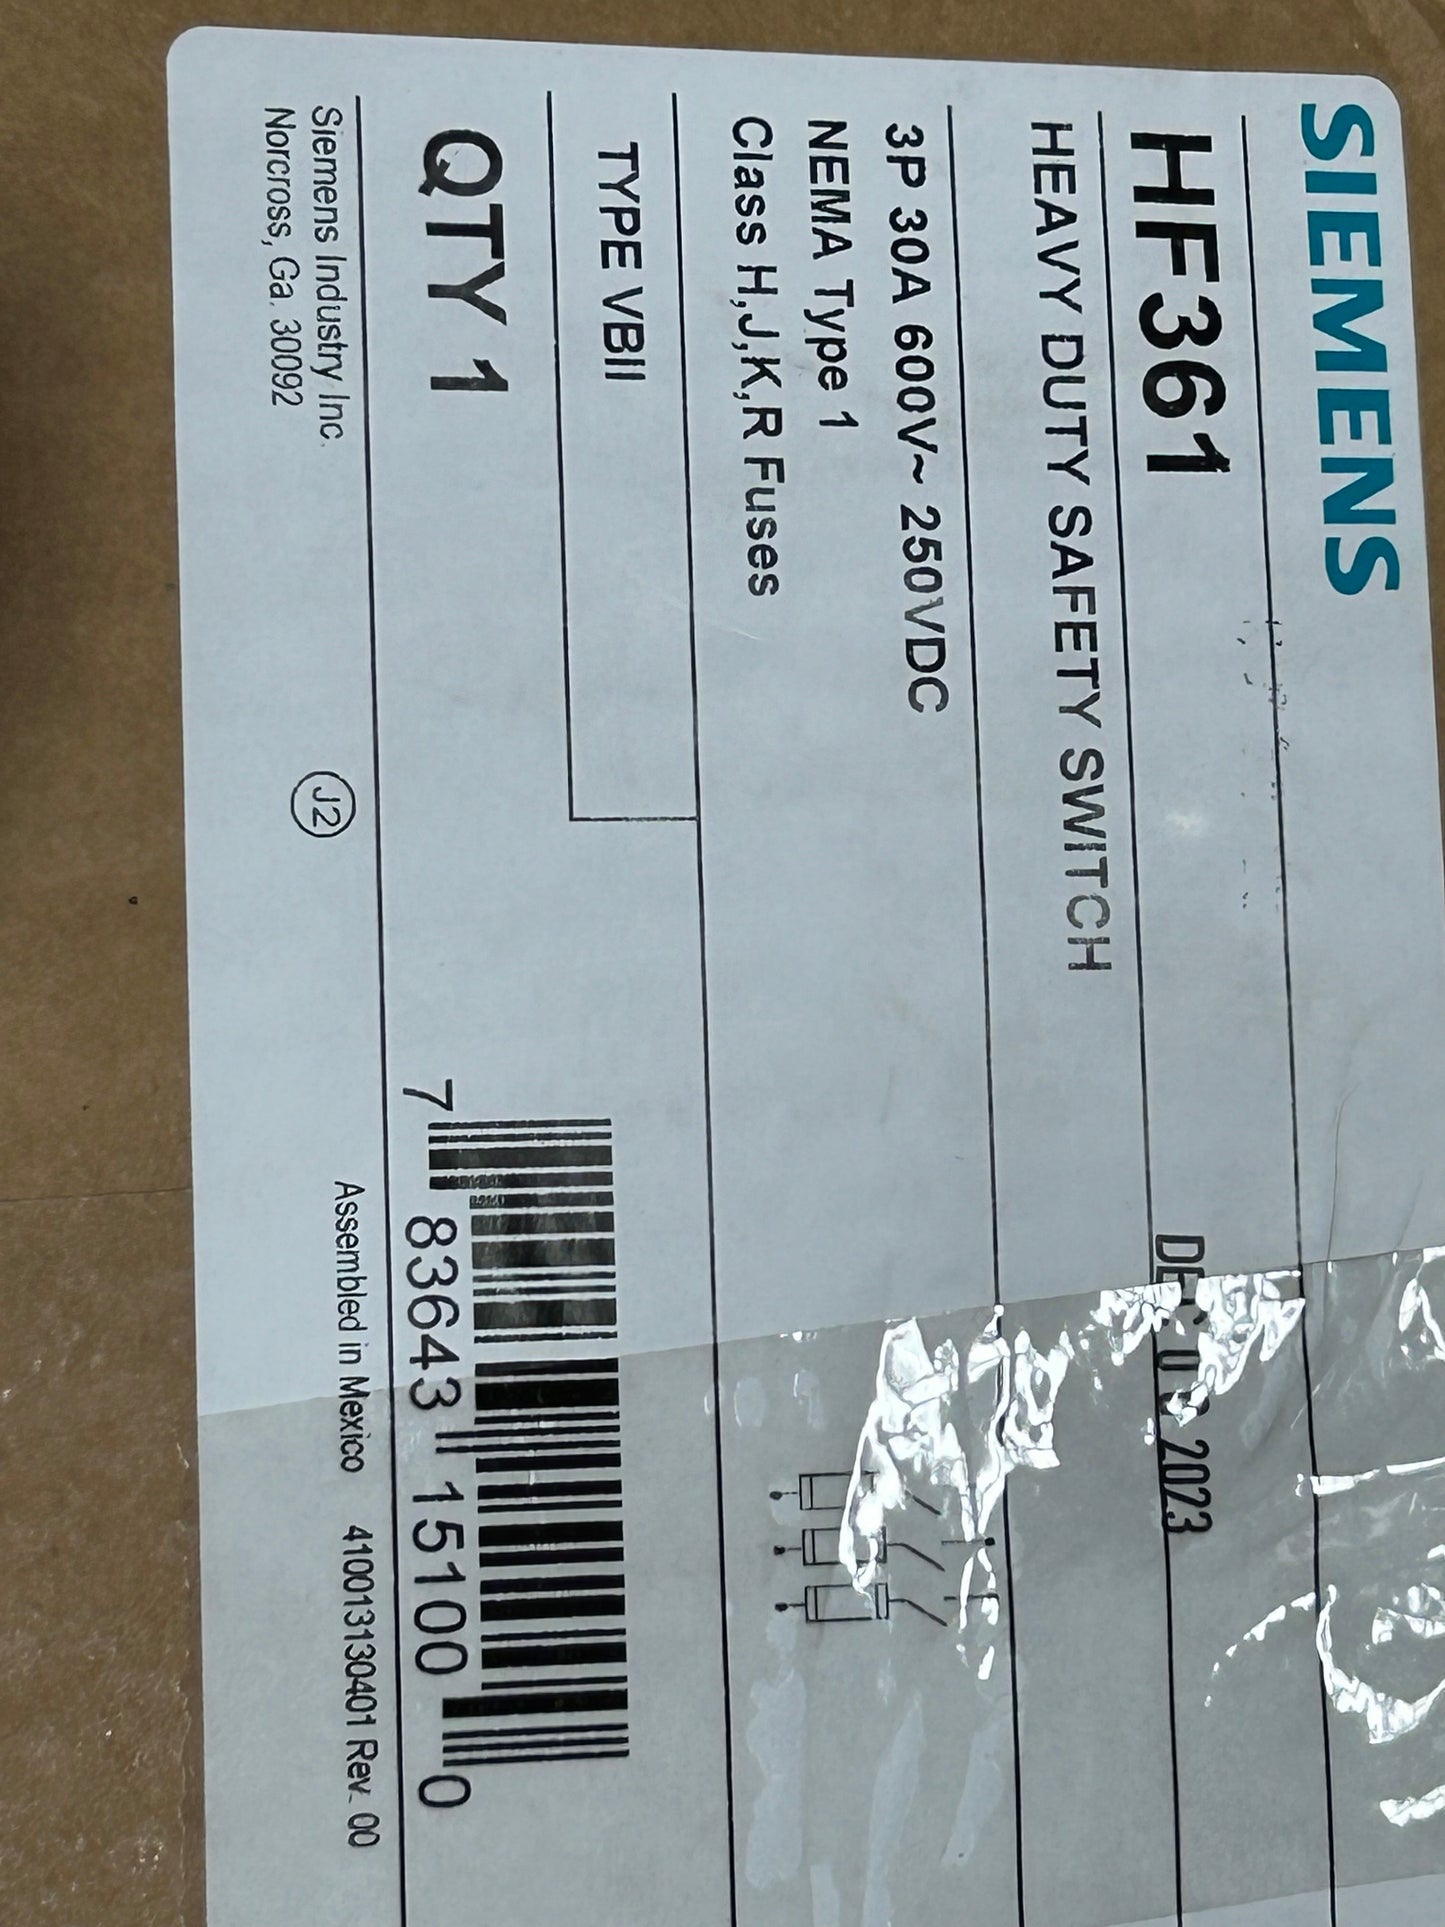 SIEMENS
HF361
2023
HEAVY DUTY SAFETY SWITCH
3P 30A 600V~ 250VDC
NEMA Type 1
Class H,J,K,R Fuses
TYPE VBII
QTY 1
7 83643 15100 0
Siemens Industry Inc.
Norcross, Ga. 30092
J2
Assembled in Mexico 4100131130401 Rev. 00